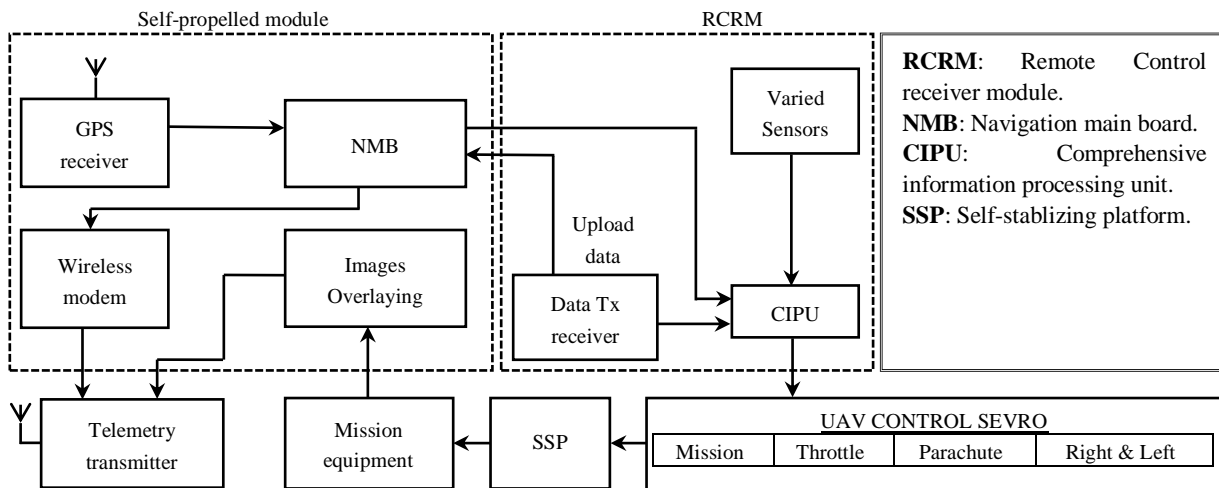 Self-propelled module
RCRM
GPS
receiver
NMB
Varied
Sensors
Wireless
modem
Images
Overlaying
Upload
data
Data Tx
receiver
CIPU
Telemetry
transmitter
Mission
equipment
SSP
UAV CONTROL SEVRO
Mission Throttle Parachute Right & Left
RCRM: Remote Control
receiver module.
NMB: Navigation main board.
CIPU: Comprehensive
information processing unit.
SSP: Self-stablizing platform.